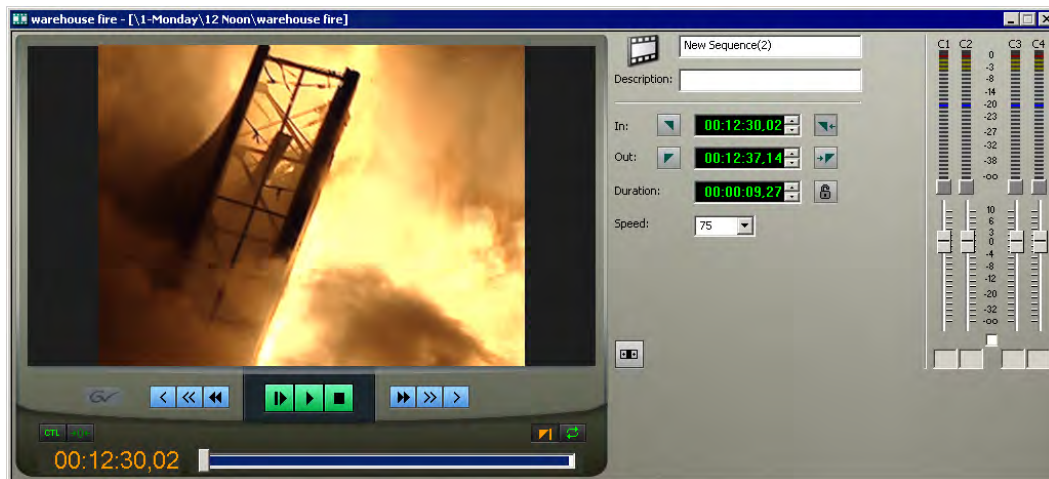 warehouse fire - [\1-Monday\12 Noon\warehouse fire]
New Sequence(2)
Description:
In: 00:12:30,02
Out: 00:12:37,14
Duration: 00:00:09,27
Speed: 75
CTL
00:12:30,02
C1 C2 C3 C4
0
-3
-8
-14
-20
-23
-27
-32
-38
-oo
10
6
3
0
-4
-8
-12
-20
-32
-oo